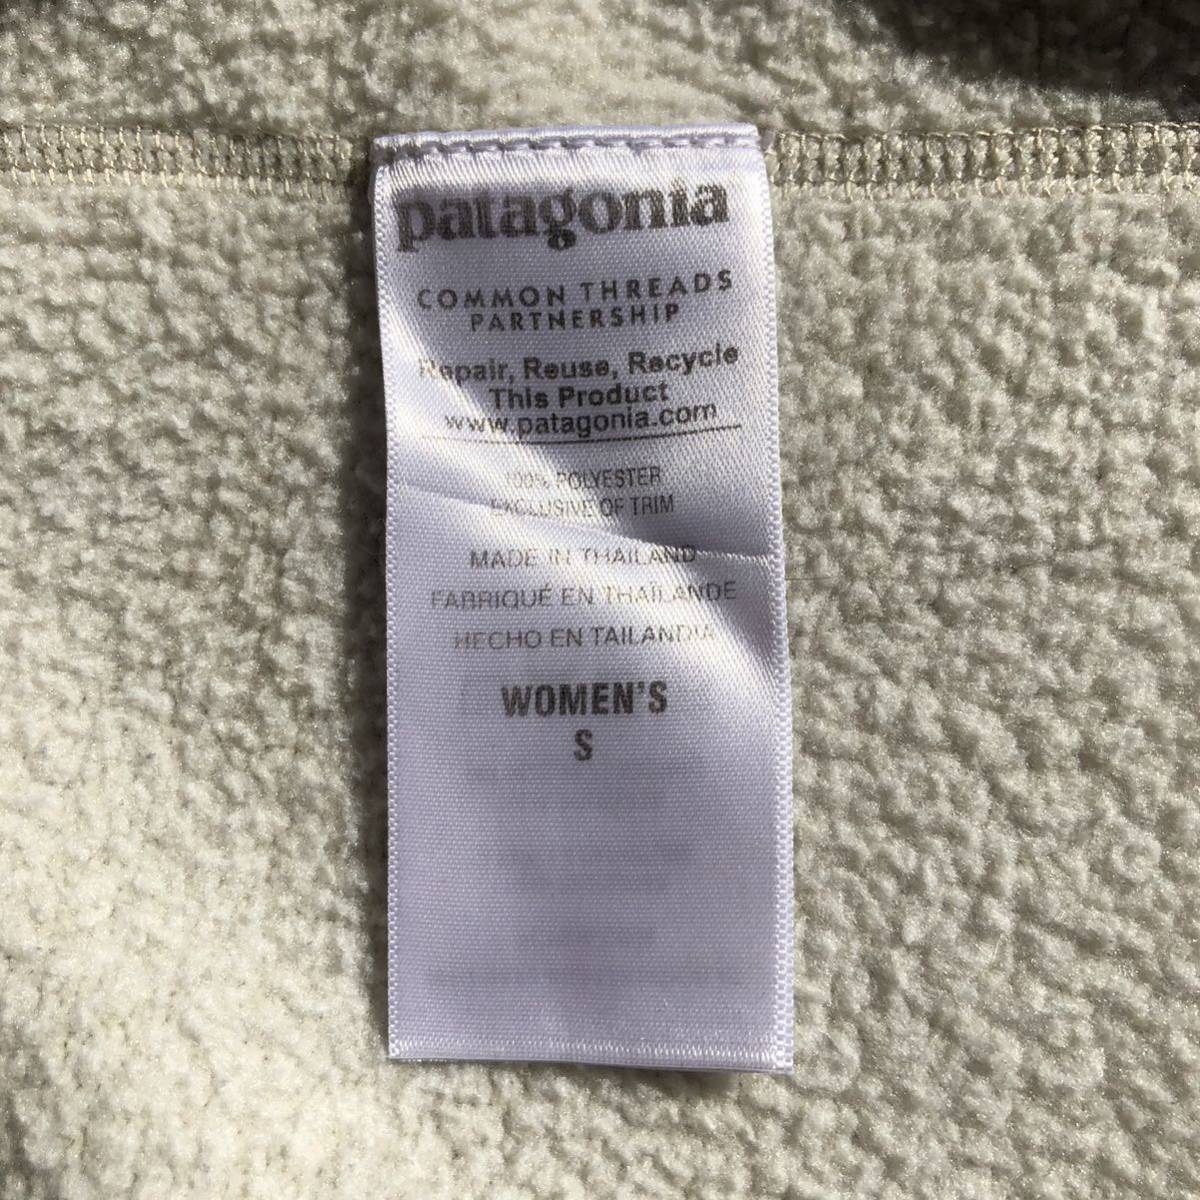 patagonia
COMMON THREADS
PARTNERSHIP
Repair, Reuse, Recycle
This Product
www.patagonia.com
100% POLYESTER
EXCLUSIVE OF TRIM
MADE IN THAILAND
FABRIQUÉ EN THAÏLANDE
HECHO EN TAILANDIA
WOMEN'S
S